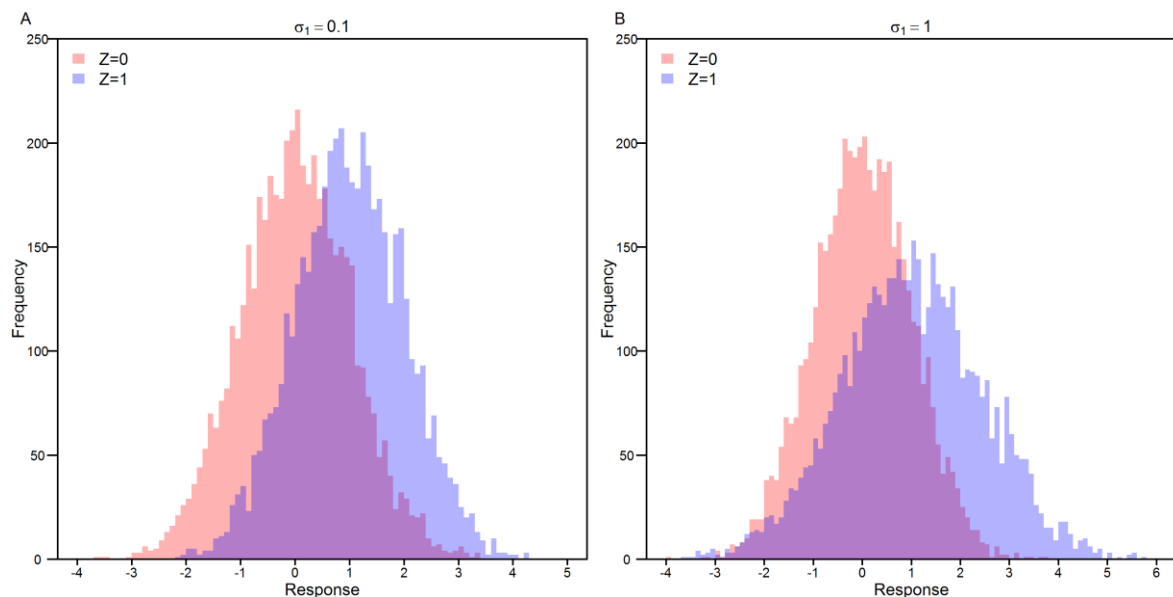 A
σ₁ = 0.1
250
200
150
100
50
0
Frequency
Z=0
Z=1
-4 -3 -2 -1 0 1 2 3 4 5
Response
B
σ₁ = 1
250
200
150
100
50
0
Frequency
Z=0
Z=1
-4 -3 -2 -1 0 1 2 3 4 5 6
Response